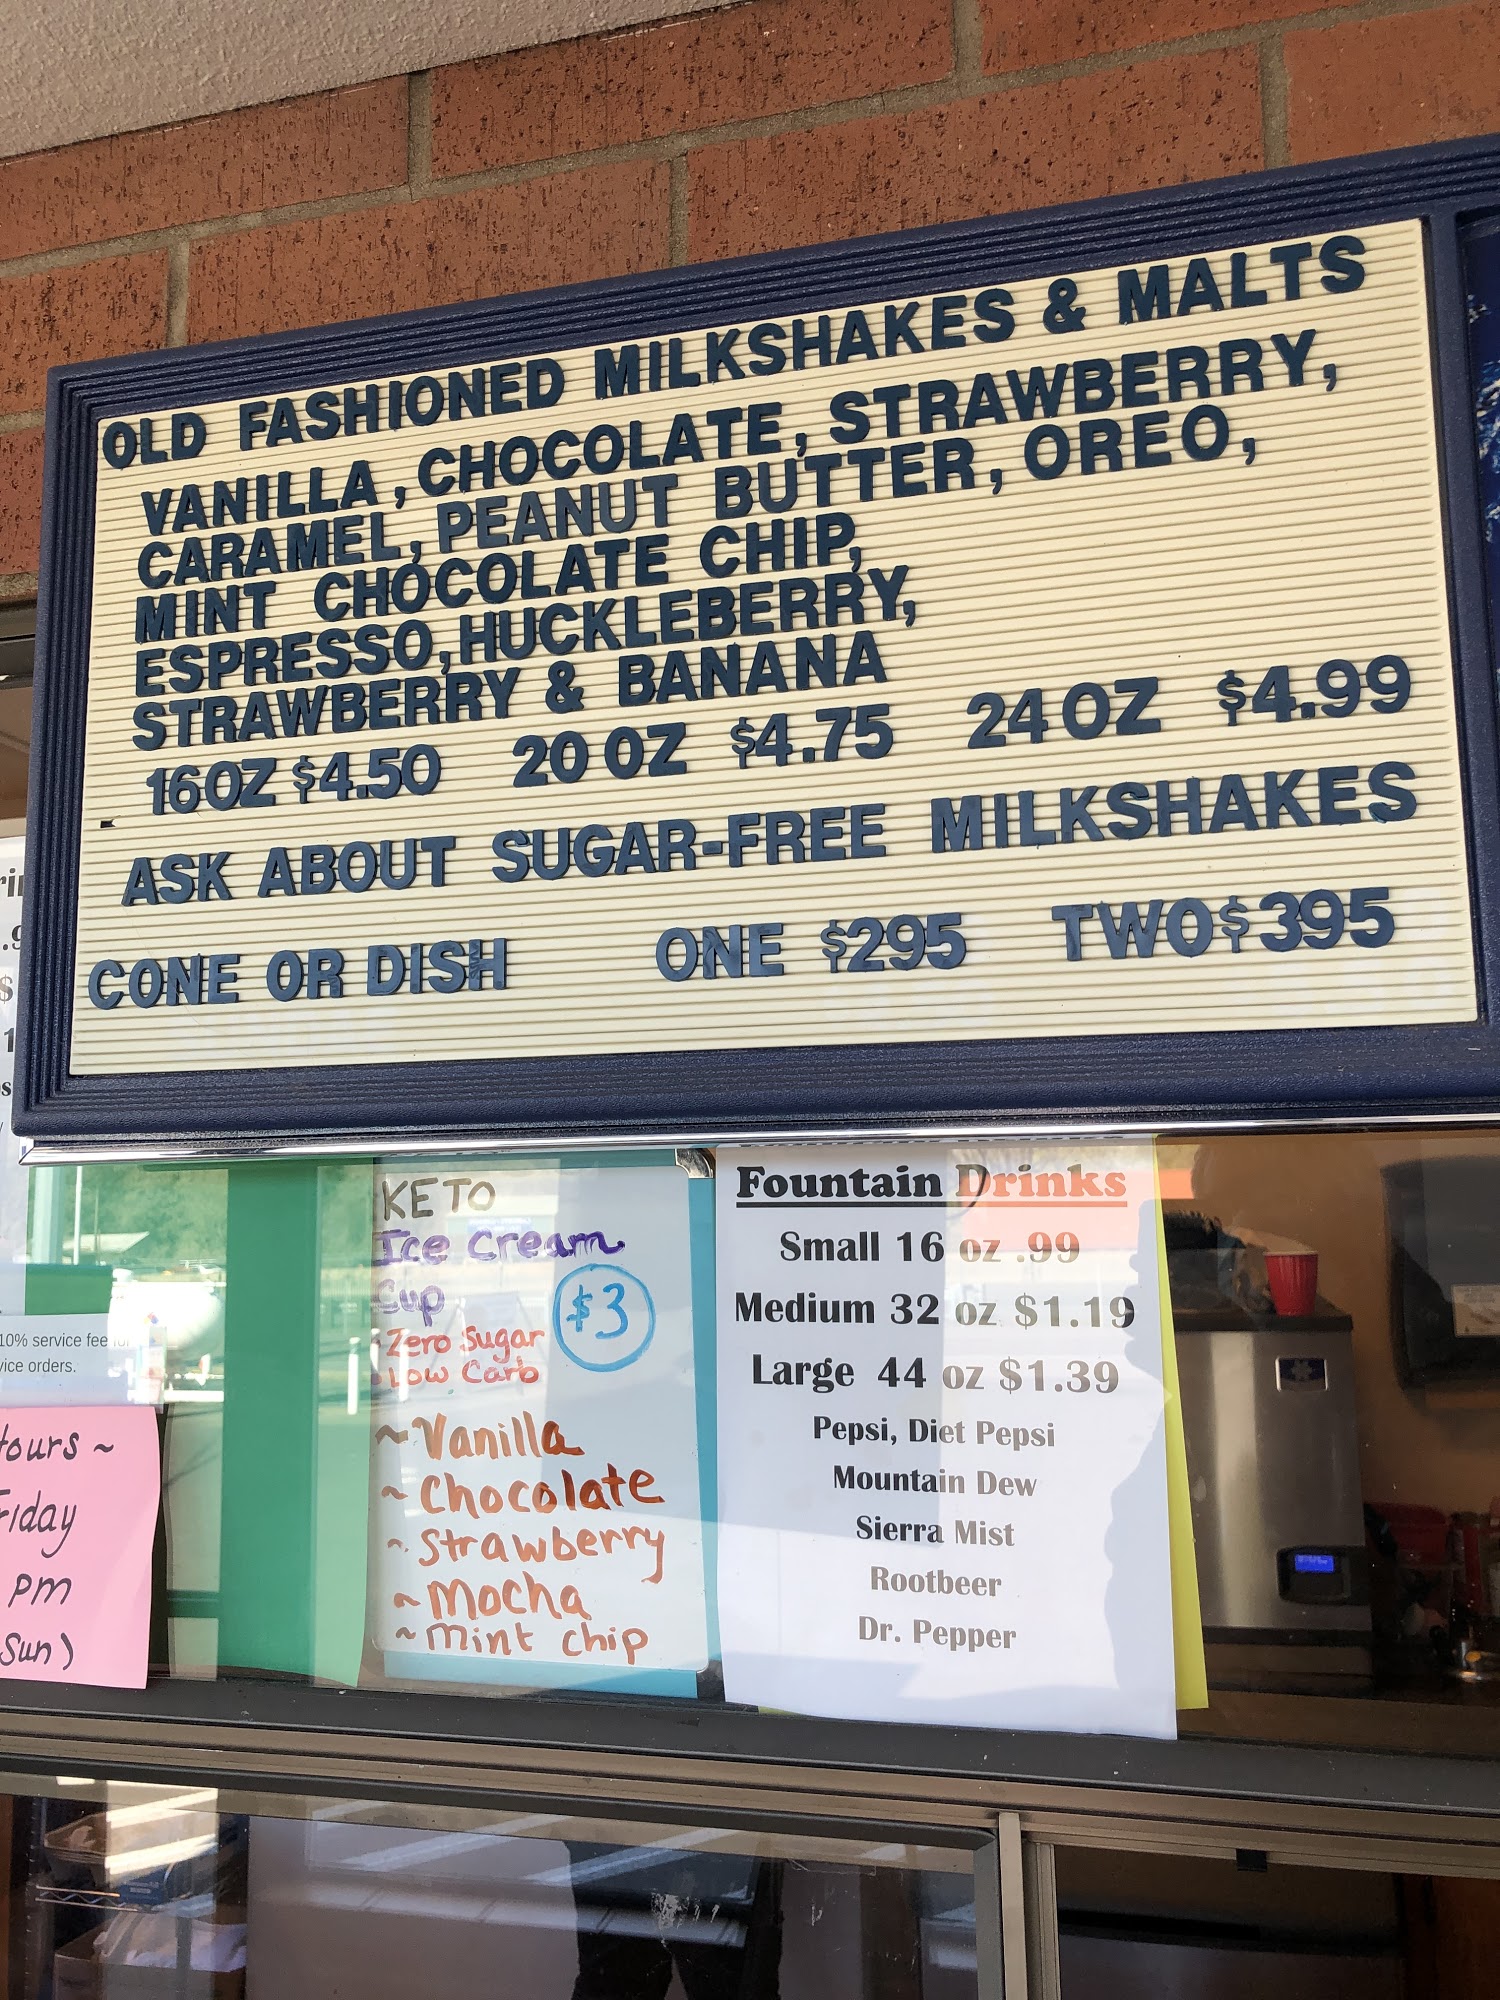 OLD FASHIONED MILKSHAKES & MALTS
VANILLA, CHOCOLATE, STRAWBERRY,
CARAMEL, PEANUT BUTTER, OREO,
MINT CHOCOLATE CHIP,
ESPRESSO, HUCKLEBERRY,
STRAWBERRY & BANANA
16OZ $4.50 20 OZ $4.75 24OZ $4.99
ASK ABOUT SUGAR-FREE MILKSHAKES
CONE OR DISH ONE $295 TWO $395
10% service fee for
orders.
~
PM
Sun)
KETO
Ice Cream
Cup
$3
• Zero Sugar
• Low Carb
~ Vanilla
~ Chocolate
~ Strawberry
~ Mocha
~ mint chip
Fountain Drinks
Small 16 oz .99
Medium 32 oz $1.19
Large 44 oz $1.39
Pepsi, Diet Pepsi
Mountain Dew
Sierra Mist
Rootbeer
Dr. Pepper